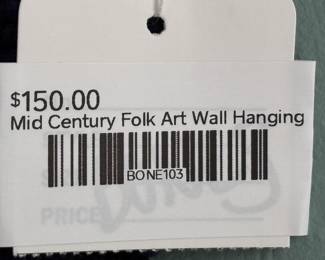 $150.00
Mid Century Folk Art Wall Hanging
BONE103
PRICE